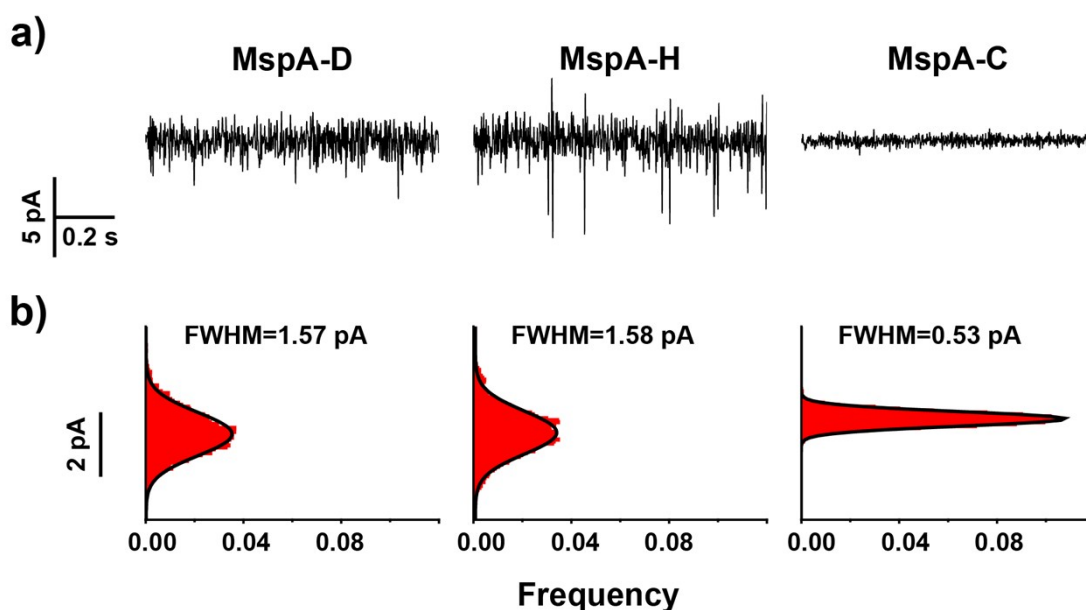 a)
MspA-D MspA-H MspA-C
5 pA
0.2 s
b)
FWHM=1.57 pA FWHM=1.58 pA FWHM=0.53 pA
2 pA
0.00 0.04 0.08 0.00 0.04 0.08 0.00 0.04 0.08
Frequency